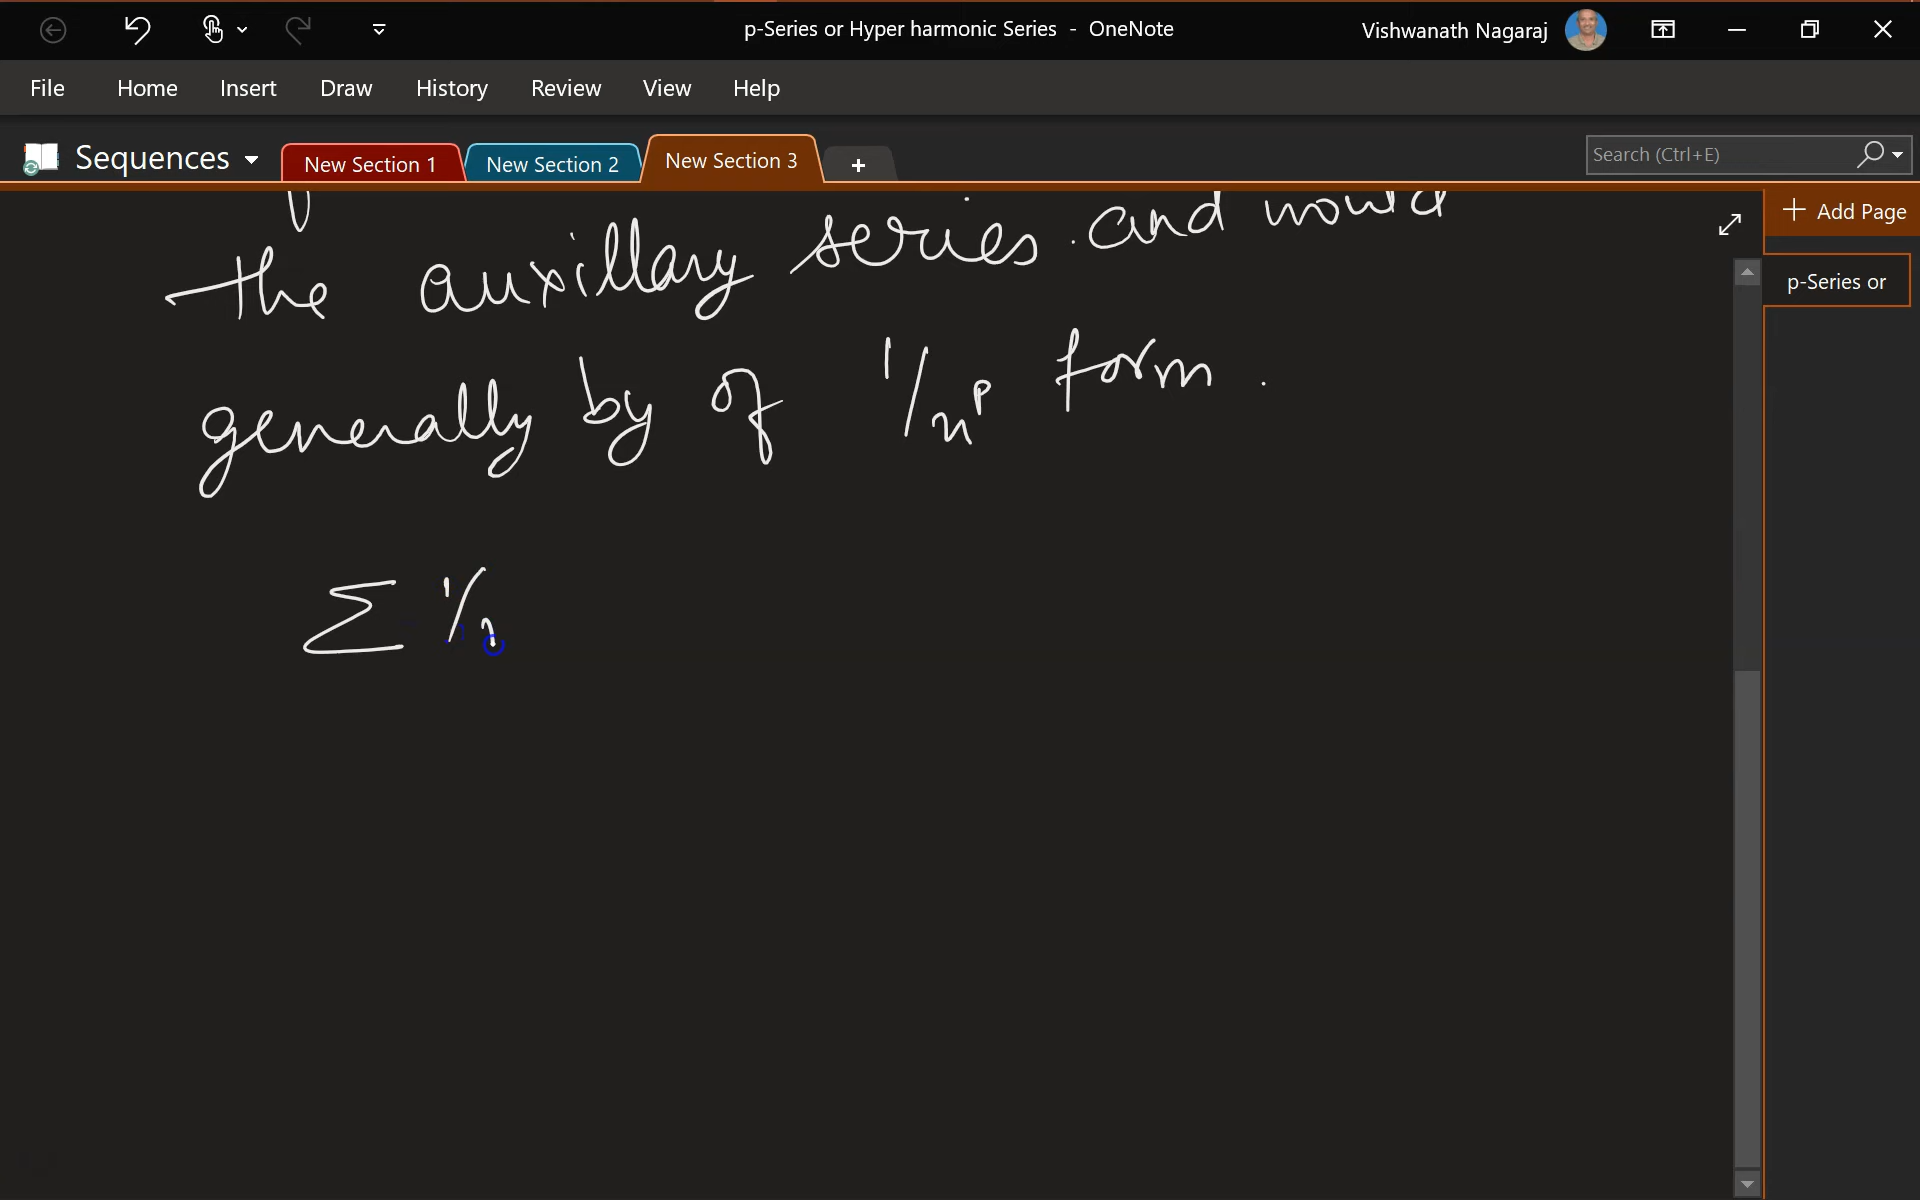 p-Series or Hyper harmonic Series - OneNote
Vishwanath Nagaraj
File Home Insert Draw History Review View Help
Sequences
New Section 1
New Section 2
New Section 3
+
Search (Ctrl+E)
+ Add Page
p-Series or
the auxillary series. and would
generally by of 1/n^p form.
Σ 1/